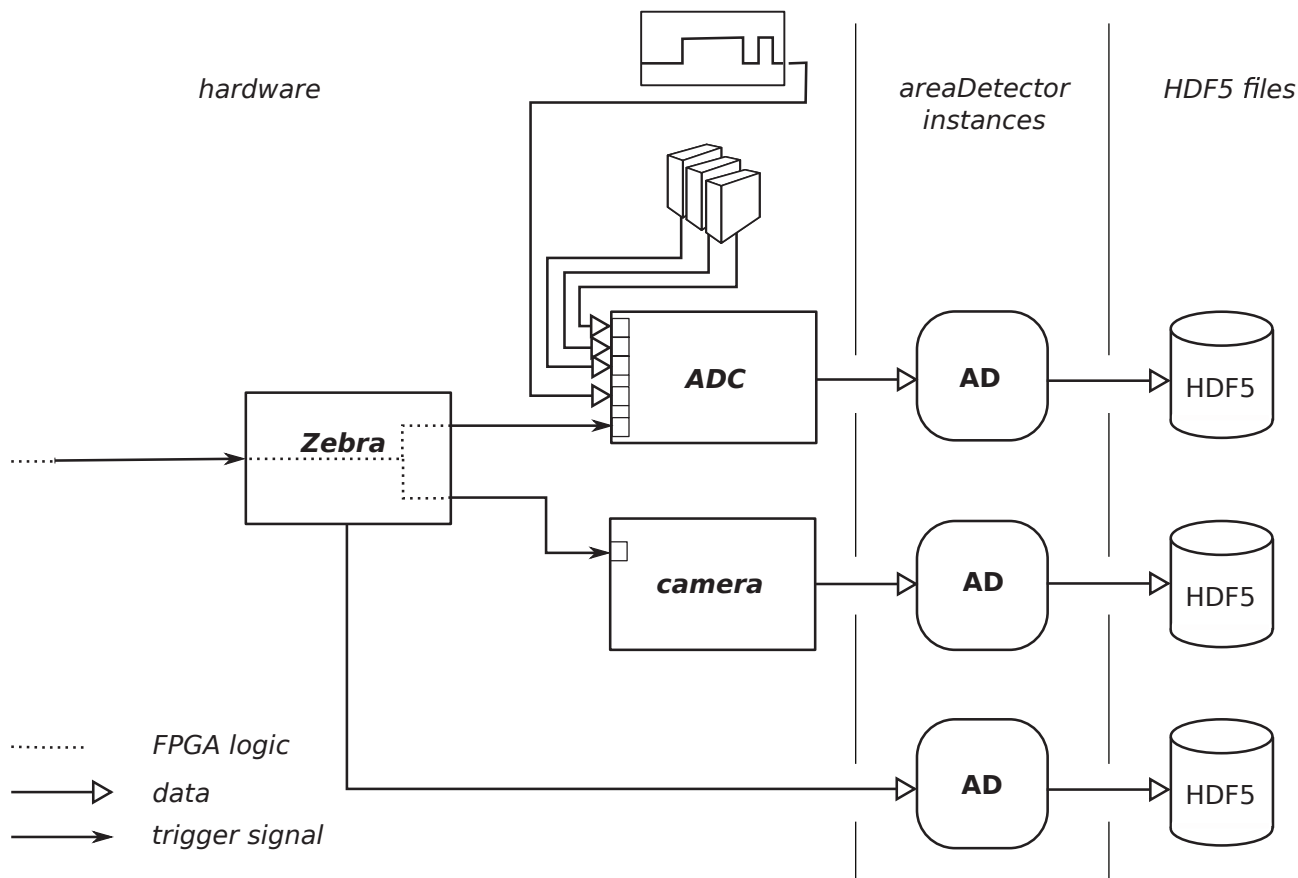 hardware
areaDetector
instances
HDF5 files
ADC
AD
HDF5
Zebra
camera
AD
HDF5
AD
HDF5
FPGA logic
data
trigger signal